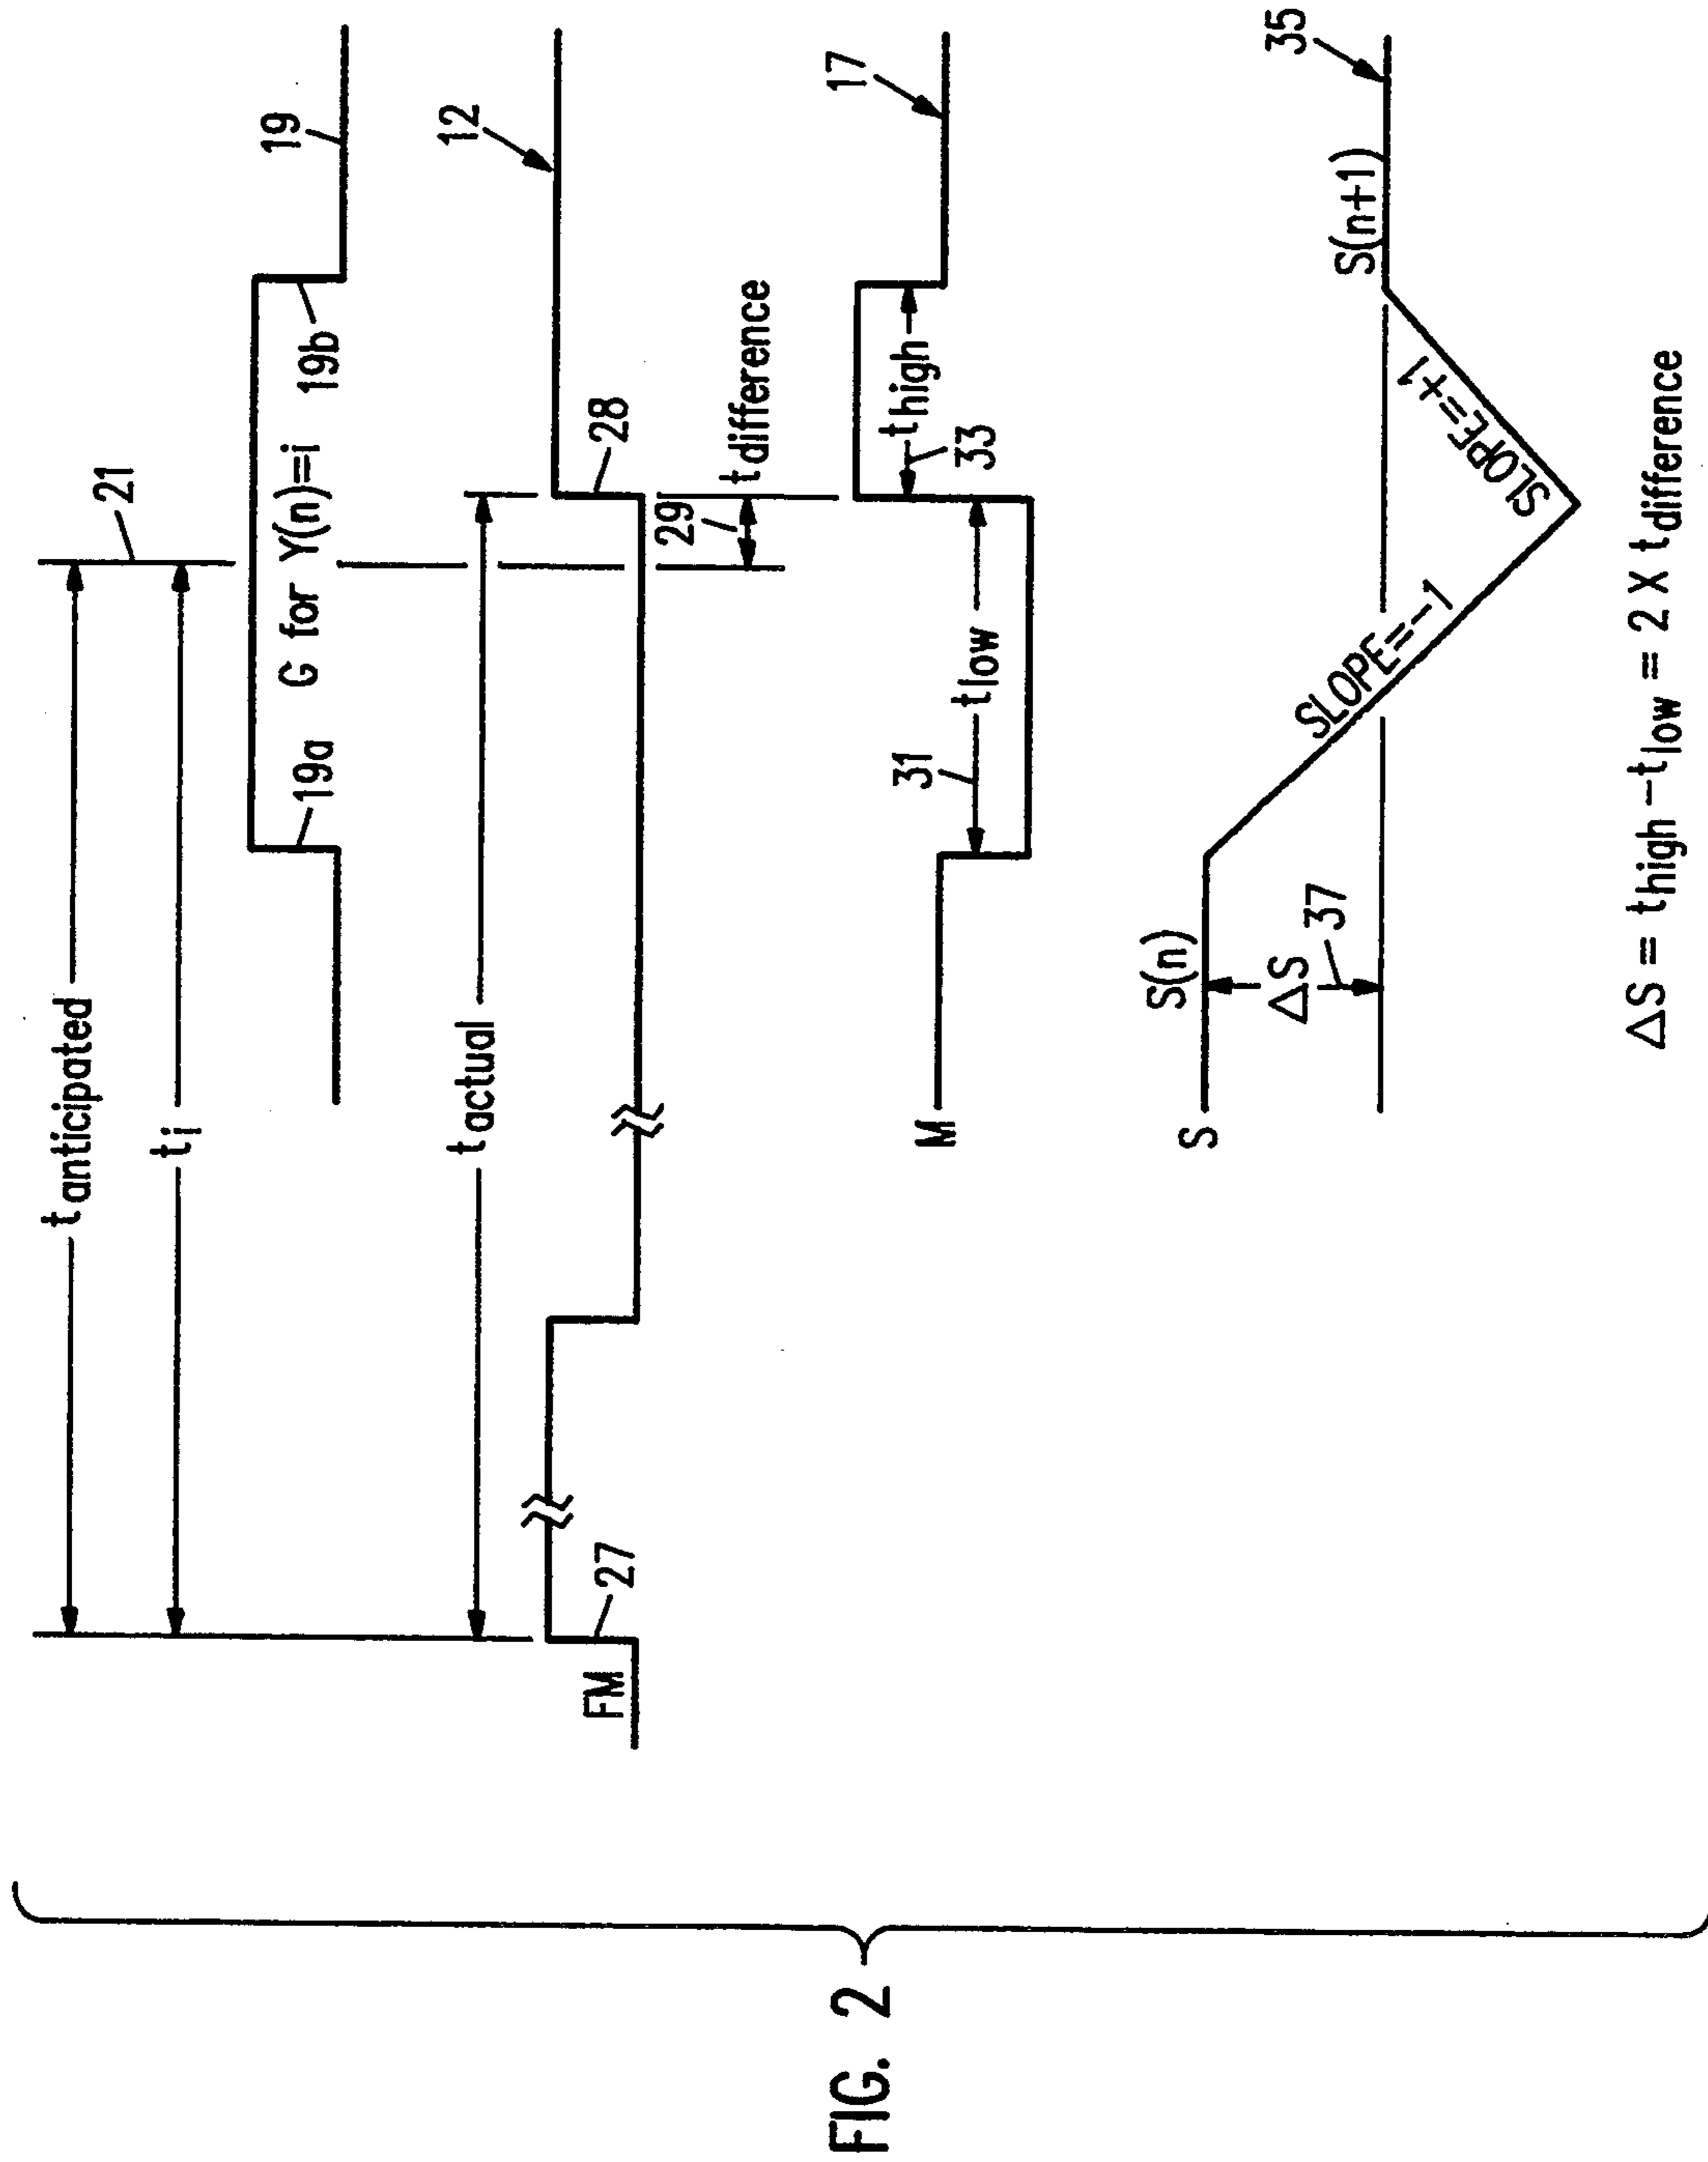 t anticipated
21
t i
19
19a G for Y(n)=i 19b
t actual
12
FM
27
28
29
t difference
17
M
31
t low
t high
33
S
S(n)
S(n+1)
35
ΔS
37
SLOPE=-1
SLOPE=+1
ΔS = t high - t low = 2 X t difference
FIG. 2